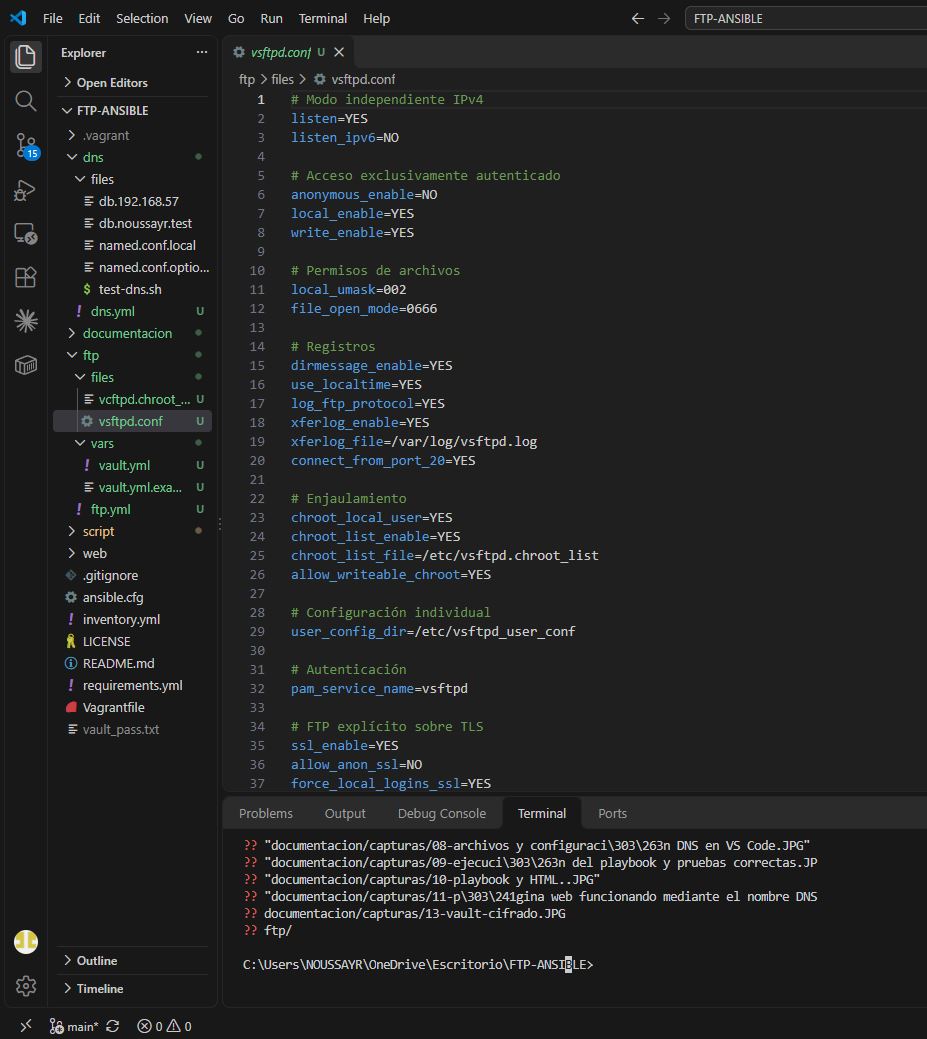 File Edit Selection View Go Run Terminal Help
FTP-ANSIBLE
Explorer
Open Editors
FTP-ANSIBLE
.vagrant
dns
files
db.192.168.57
db.noussayr.test
named.conf.local
named.conf.optio...
$ test-dns.sh
! dns.yml U
documentacion
ftp
files
vcftpd.chroot_... U
vsftpd.conf U
vars
! vault.yml U
vault.yml.exa... U
! ftp.yml U
script
web
.gitignore
ansible.cfg
! inventory.yml
LICENSE
README.md
! requirements.yml
Vagrantfile
vault_pass.txt
Outline
Timeline
15
vsftpd.conf U
ftp > files > vsftpd.conf
1 # Modo independiente IPv4
2 listen=YES
3 listen_ipv6=NO
4
5 # Acceso exclusivamente autenticado
6 anonymous_enable=NO
7 local_enable=YES
8 write_enable=YES
9
10 # Permisos de archivos
11 local_umask=002
12 file_open_mode=0666
13
14 # Registros
15 dirmessage_enable=YES
16 use_localtime=YES
17 log_ftp_protocol=YES
18 xferlog_enable=YES
19 xferlog_file=/var/log/vsftpd.log
20 connect_from_port_20=YES
21
22 # Enjaulamiento
23 chroot_local_user=YES
24 chroot_list_enable=YES
25 chroot_list_file=/etc/vsftpd.chroot_list
26 allow_writeable_chroot=YES
27
28 # Configuración individual
29 user_config_dir=/etc/vsftpd_user_conf
30
31 # Autenticación
32 pam_service_name=vsftpd
33
34 # FTP explícito sobre TLS
35 ssl_enable=YES
36 allow_anon_ssl=NO
37 force_local_logins_ssl=YES
Problems Output Debug Console Terminal Ports
?? "documentacion/capturas/08-archivos y configuraci\303\263n DNS en VS Code.JPG"
?? "documentacion/capturas/09-ejecuci\303\263n del playbook y pruebas correctas.JP
?? "documentacion/capturas/10-playbook y HTML..JPG"
?? "documentacion/capturas/11-p\303\241gina web funcionando mediante el nombre DNS
?? documentacion/capturas/13-vault-cifrado.JPG
?? ftp/
C:\Users\NOUSSAYR\OneDrive\Escritorio\FTP-ANSIBLE>
main* 0 0